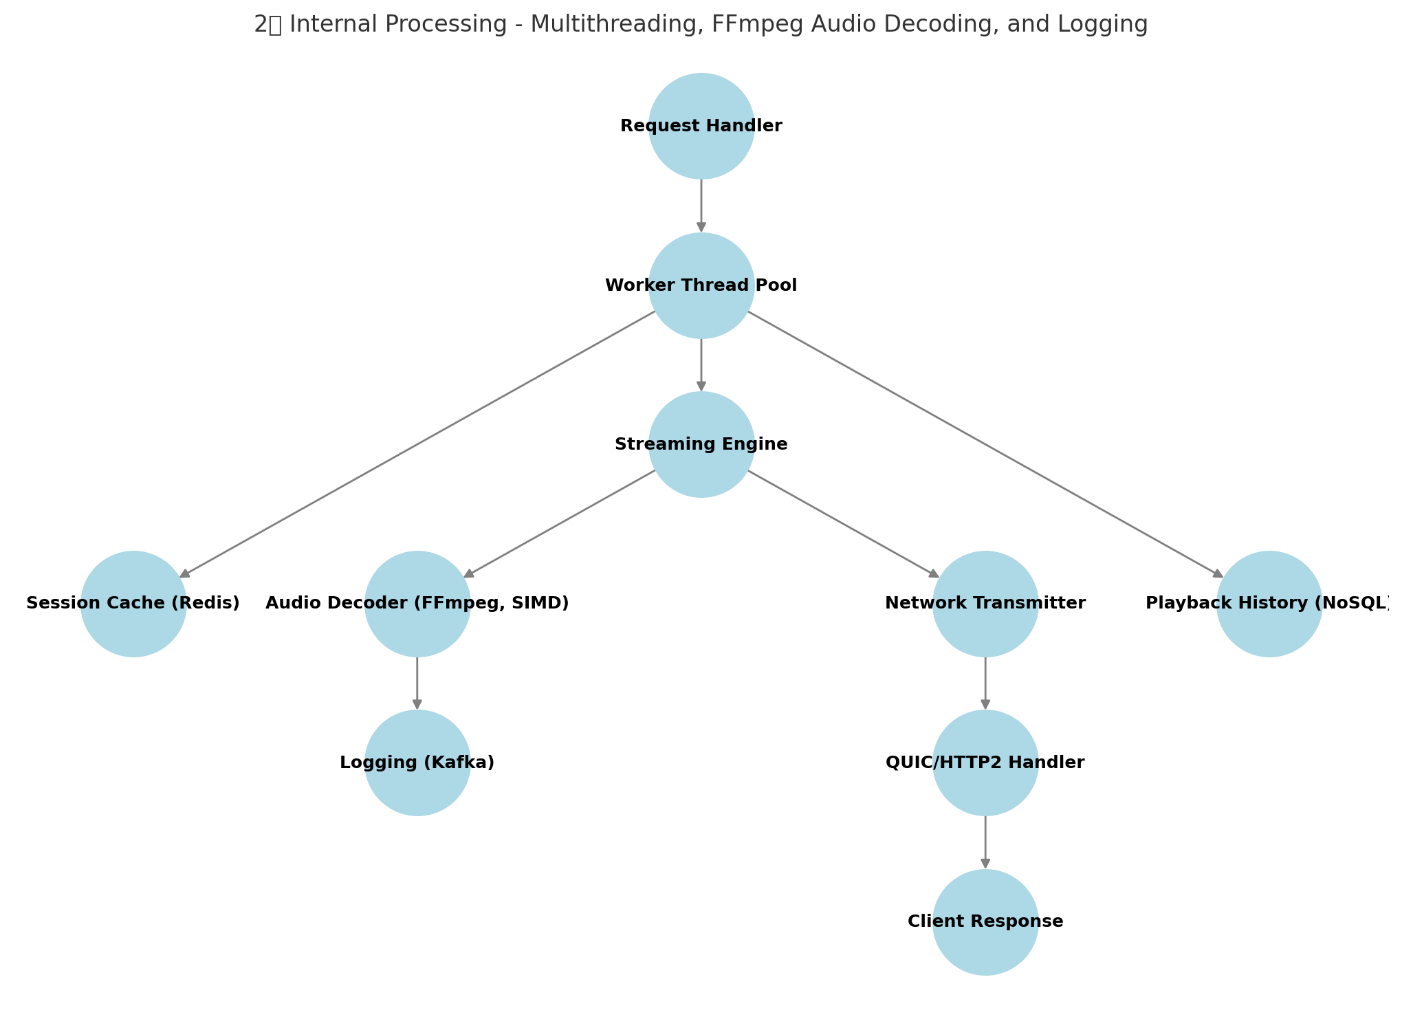 2 Internal Processing - Multithreading, FFmpeg Audio Decoding, and Logging
Request Handler
Worker Thread Pool
Streaming Engine
Session Cache (Redis)
Audio Decoder (FFmpeg, SIMD)
Network Transmitter
Playback History (NoSQL)
Logging (Kafka)
QUIC/HTTP2 Handler
Client Response